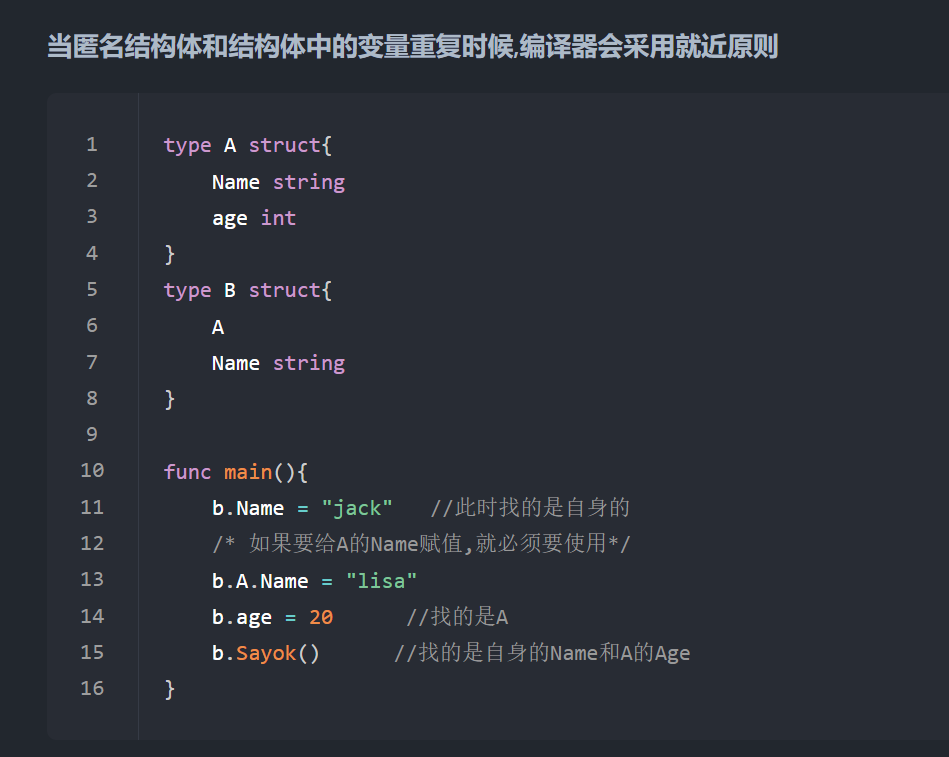 当匿名结构体和结构体中的变量重复时候,编译器会采用就近原则
1 type A struct{
2     Name string
3     age int
4 }
5 type B struct{
6     A
7     Name string
8 }
9
10 func main(){
11     b.Name = "jack"   //此时找的是自身的
12     /* 如果要给A的Name赋值,就必须要使用*/
13     b.A.Name = "lisa"
14     b.age = 20      //找的是A
15     b.Sayok()      //找的是自身的Name和A的Age
16 }